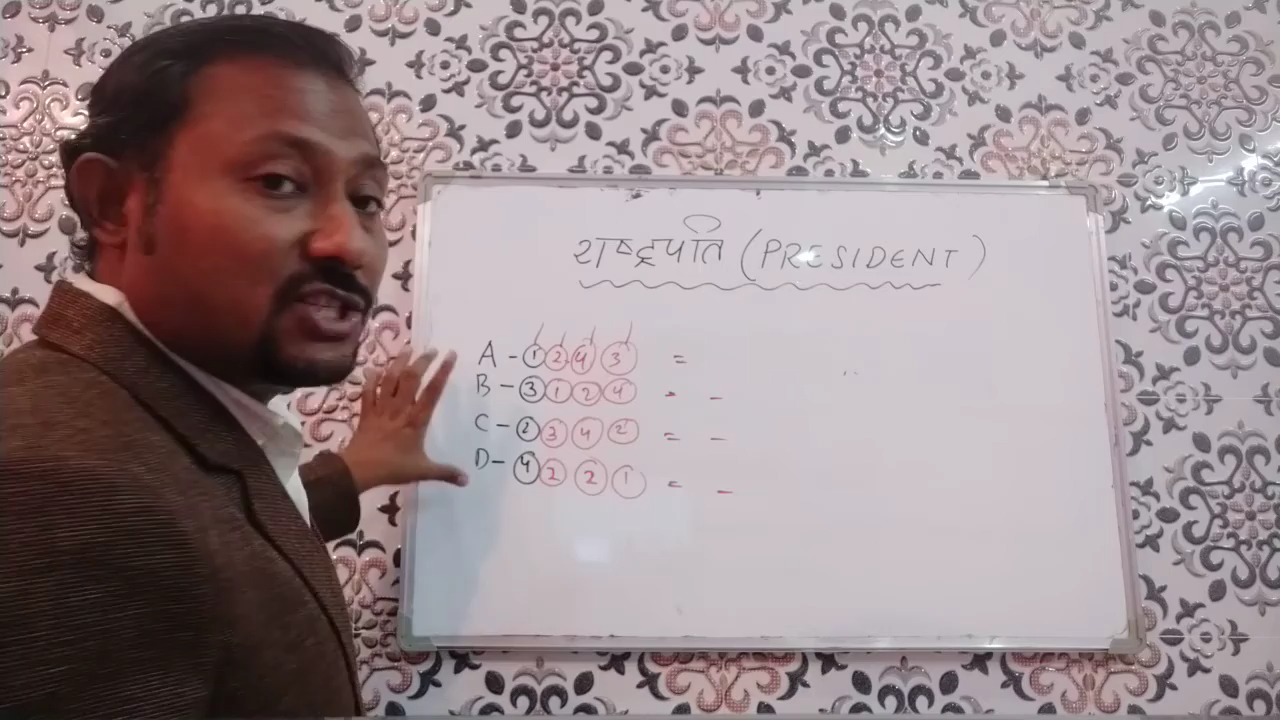 राष्ट्रपति (PRESIDENT)
A - 1 2 4 3 =
B - 3 1 2 4 = -
C - 2 3 4 2 = -
D - 4 2 2 1 = -